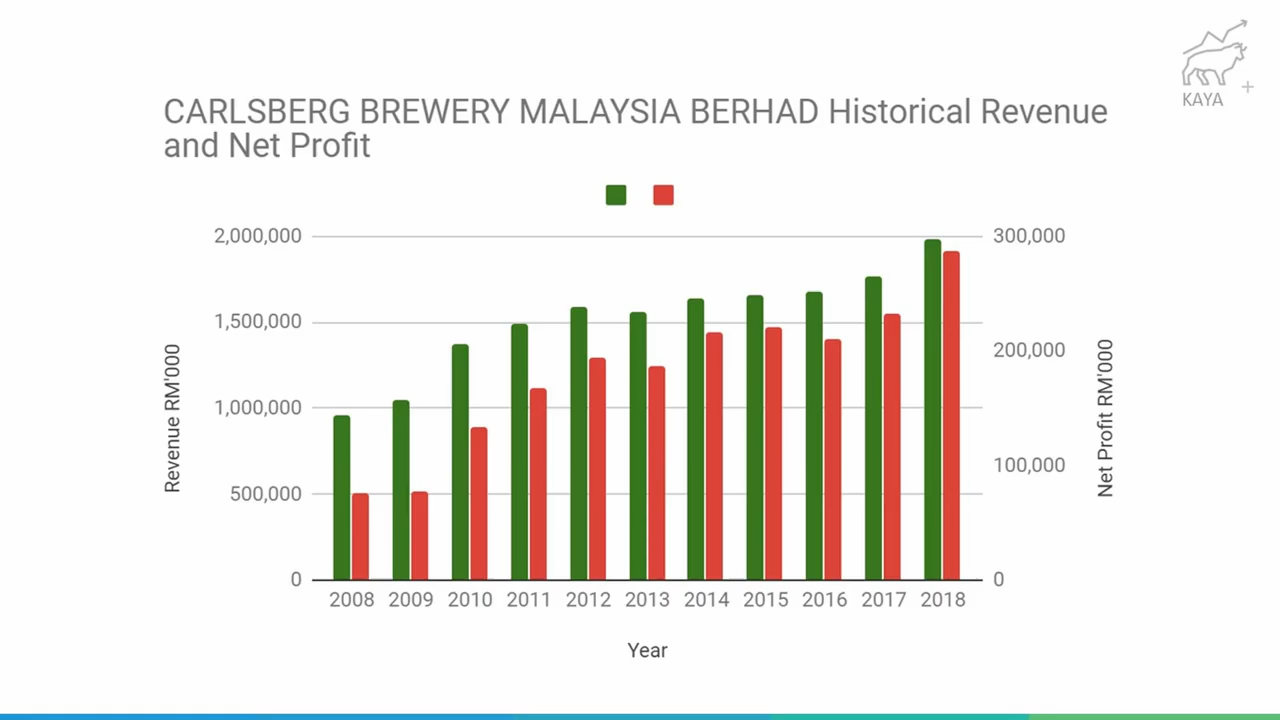 KAYA +
CARLSBERG BREWERY MALAYSIA BERHAD Historical Revenue
and Net Profit
2,000,000
1,500,000
1,000,000
500,000
0
Revenue RM'000
300,000
200,000
100,000
0
Net Profit RM'000
2008 2009 2010 2011 2012 2013 2014 2015 2016 2017 2018
Year